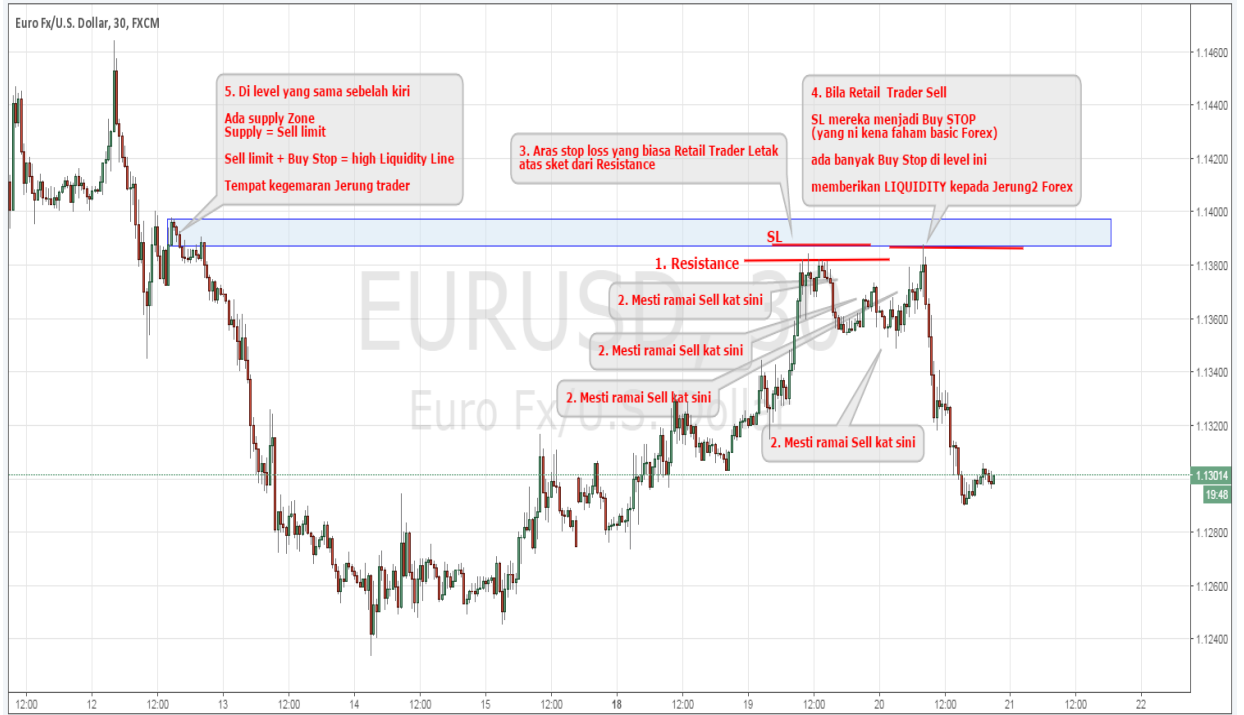 Euro Fx/U.S. Dollar, 30, FXCM
5. Di level yang sama sebelah kiri
Ada supply Zone
Supply = Sell limit
Sell limit + Buy Stop = high Liquidity Line
Tempat kegemaran Jerung trader
3. Aras stop loss yang biasa Retail Trader Letak
atas sket dari Resistance
4. Bila Retail Trader Sell
SL mereka menjadi Buy STOP
(yang ni kena faham basic Forex)
ada banyak Buy Stop di level ini
memberikan LIQUIDITY kepada Jerung2 Forex
SL
1. Resistance
2. Mesti ramai Sell kat sini
2. Mesti ramai Sell kat sini
2. Mesti ramai Sell kat sini
2. Mesti ramai Sell kat sini
EURUSD, 30
Euro Fx/U.S. Dollar
1.14600
1.14400
1.14200
1.14000
1.13800
1.13600
1.13400
1.13200
1.13014
19:48
1.12800
1.12600
1.12400
12:00 12 12:00 13 12:00 14 12:00 15 12:00 18 12:00 19 12:00 20 12:00 21 12:00 22